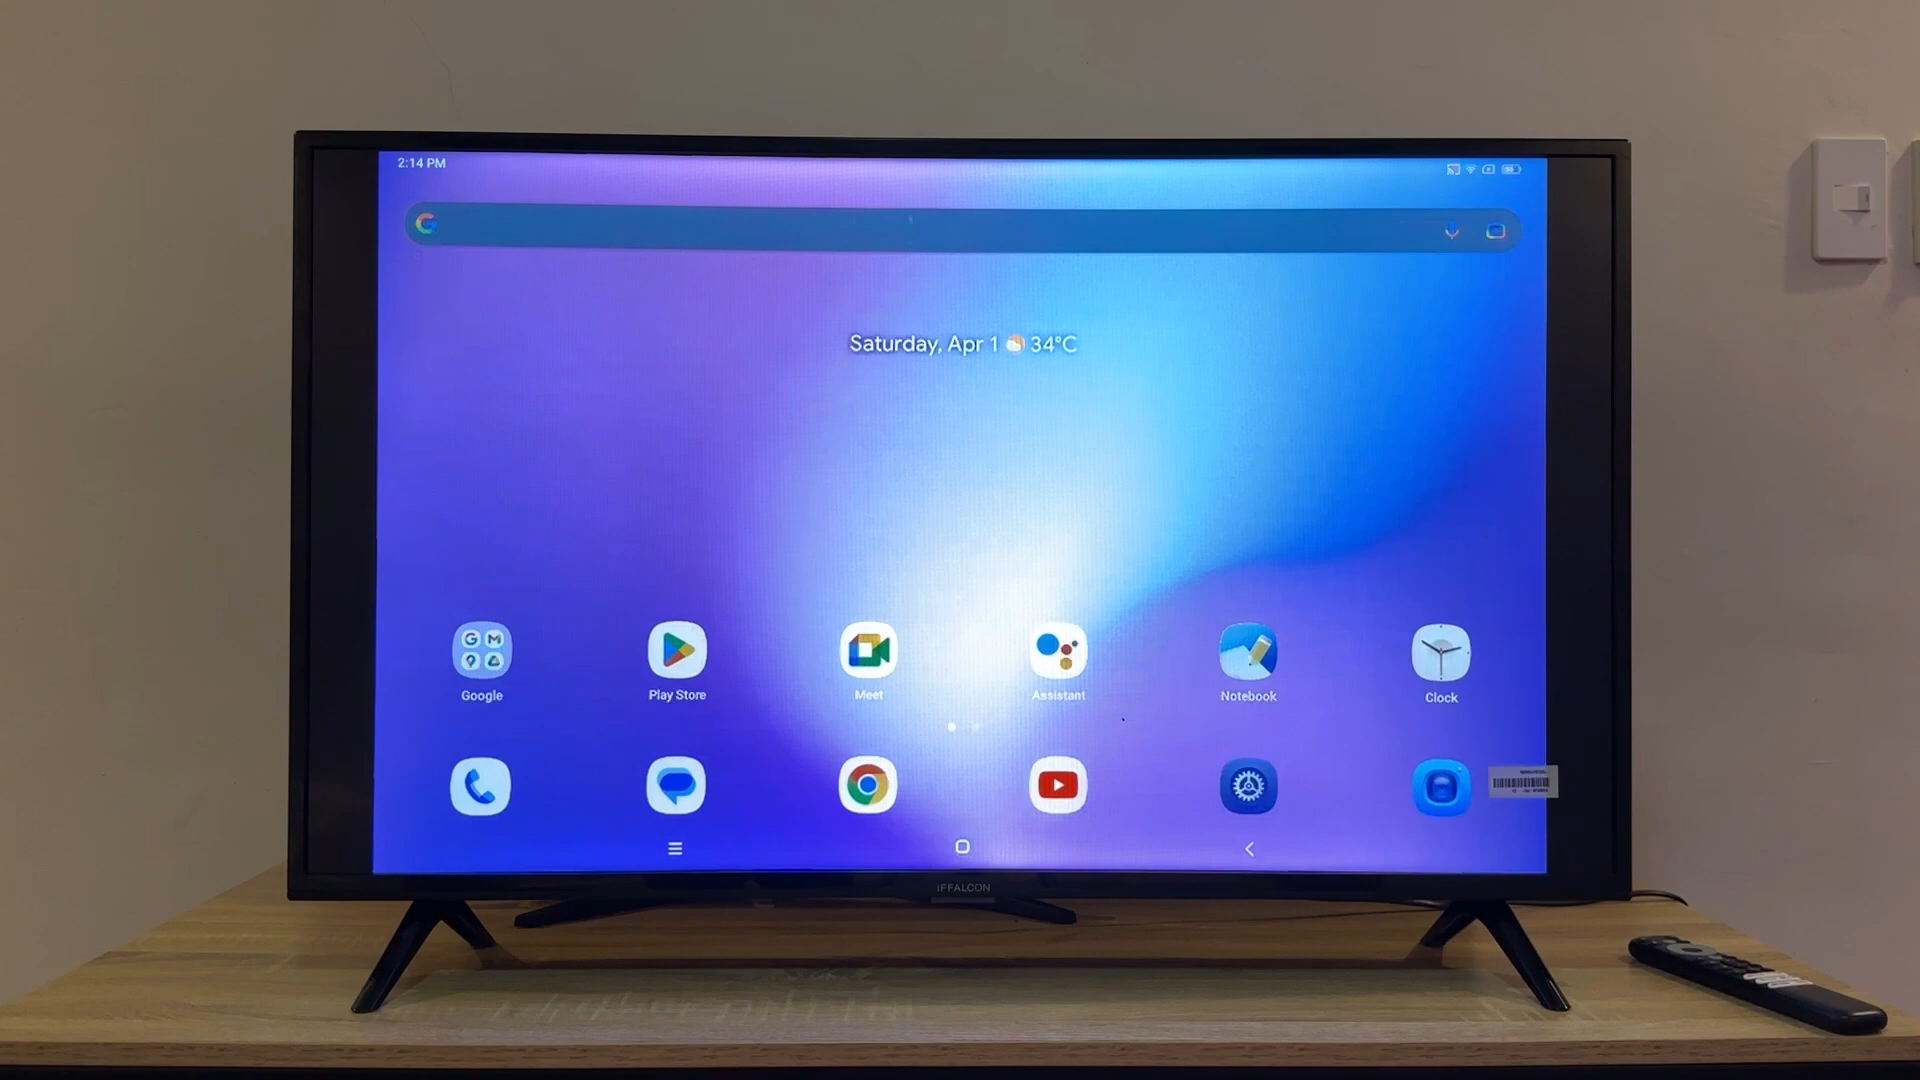 2:14 PM
Saturday, Apr 1 34°C
Google
Play Store
Meet
Assistant
Notebook
Clock
iFFALCON